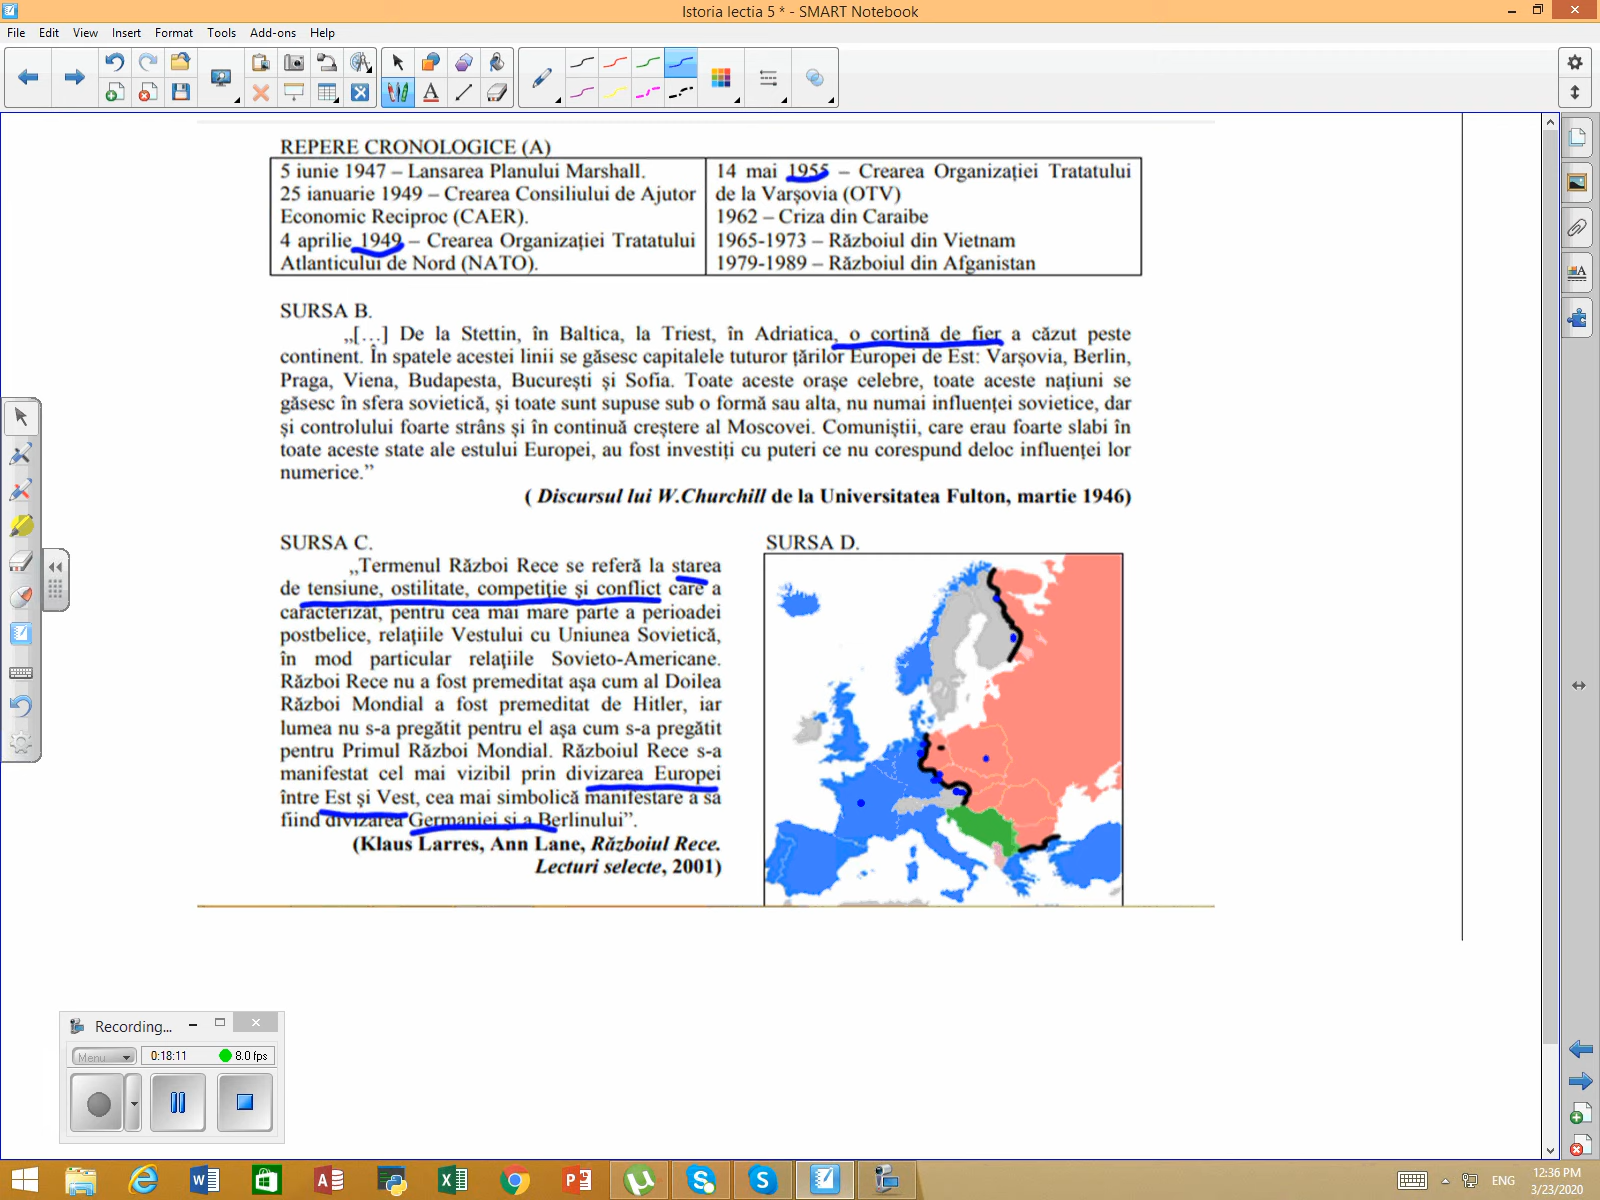 Istoria lectia 5 * - SMART Notebook
File Edit View Insert Format Tools Add-ons Help
REPERE CRONOLOGICE (A)
5 iunie 1947 – Lansarea Planului Marshall.
25 ianuarie 1949 – Crearea Consiliului de Ajutor
Economic Reciproc (CAER).
4 aprilie 1949 – Crearea Organizației Tratatului
Atlanticului de Nord (NATO).
14 mai 1955 – Crearea Organizației Tratatului
de la Varșovia (OTV)
1962 – Criza din Caraibe
1965-1973 – Războiul din Vietnam
1979-1989 – Războiul din Afganistan
SURSA B.
„[…] De la Stettin, în Baltica, la Triest, în Adriatica, o cortină de fier a căzut peste
continent. În spatele acestei linii se găsesc capitalele tuturor țărilor Europei de Est: Varșovia, Berlin,
Praga, Viena, Budapesta, București și Sofia. Toate aceste orașe celebre, toate aceste națiuni se
găsesc în sfera sovietică, și toate sunt supuse sub o formă sau alta, nu numai influenței sovietice, dar
și controlului foarte strâns și în continuă creștere al Moscovei. Comuniștii, care erau foarte slabi în
toate aceste state ale estului Europei, au fost investiți cu puteri ce nu corespund deloc influenței lor
numerice.”
( Discursul lui W.Churchill de la Universitatea Fulton, martie 1946)
SURSA C.
„Termenul Război Rece se referă la starea
de tensiune, ostilitate, competiție și conflict care a
caracterizat, pentru cea mai mare parte a perioadei
postbelice, relațiile Vestului cu Uniunea Sovietică,
în mod particular relațiile Sovieto-Americane.
Război Rece nu a fost premeditat așa cum al Doilea
Război Mondial a fost premeditat de Hitler, iar
lumea nu s-a pregătit pentru el așa cum s-a pregătit
pentru Primul Război Mondial. Războiul Rece s-a
manifestat cel mai vizibil prin divizarea Europei
între Est și Vest, cea mai simbolică manifestare a sa
fiind divizarea Germaniei și a Berlinului”.
(Klaus Larres, Ann Lane, Războiul Rece.
Lecturi selecte, 2001)
SURSA D.
Recording...
Menu 0:18:11 8.0 fps
ENG
12:36 PM
3/23/2020